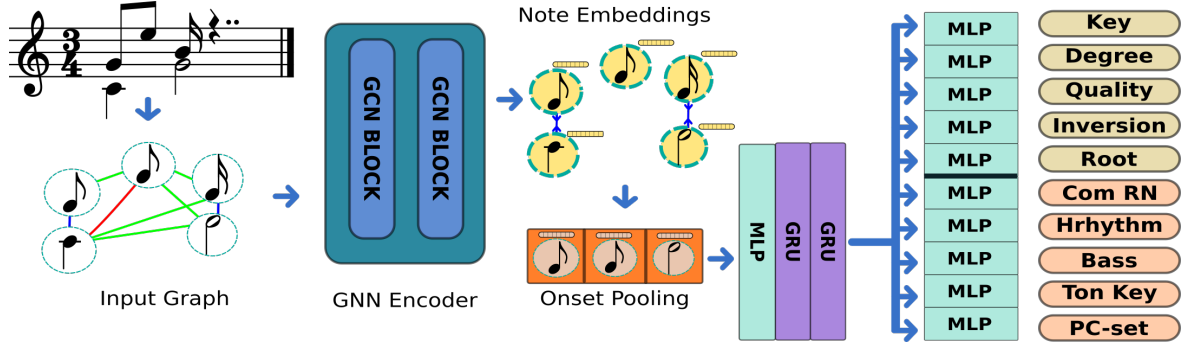 3
4
Input Graph
GCN BLOCK
GCN BLOCK
GNN Encoder
Note Embeddings
Onset Pooling
MLP
GRU
GRU
MLP
MLP
MLP
MLP
MLP
MLP
MLP
MLP
MLP
MLP
Key
Degree
Quality
Inversion
Root
Com RN
Hrhythm
Bass
Ton Key
PC-set